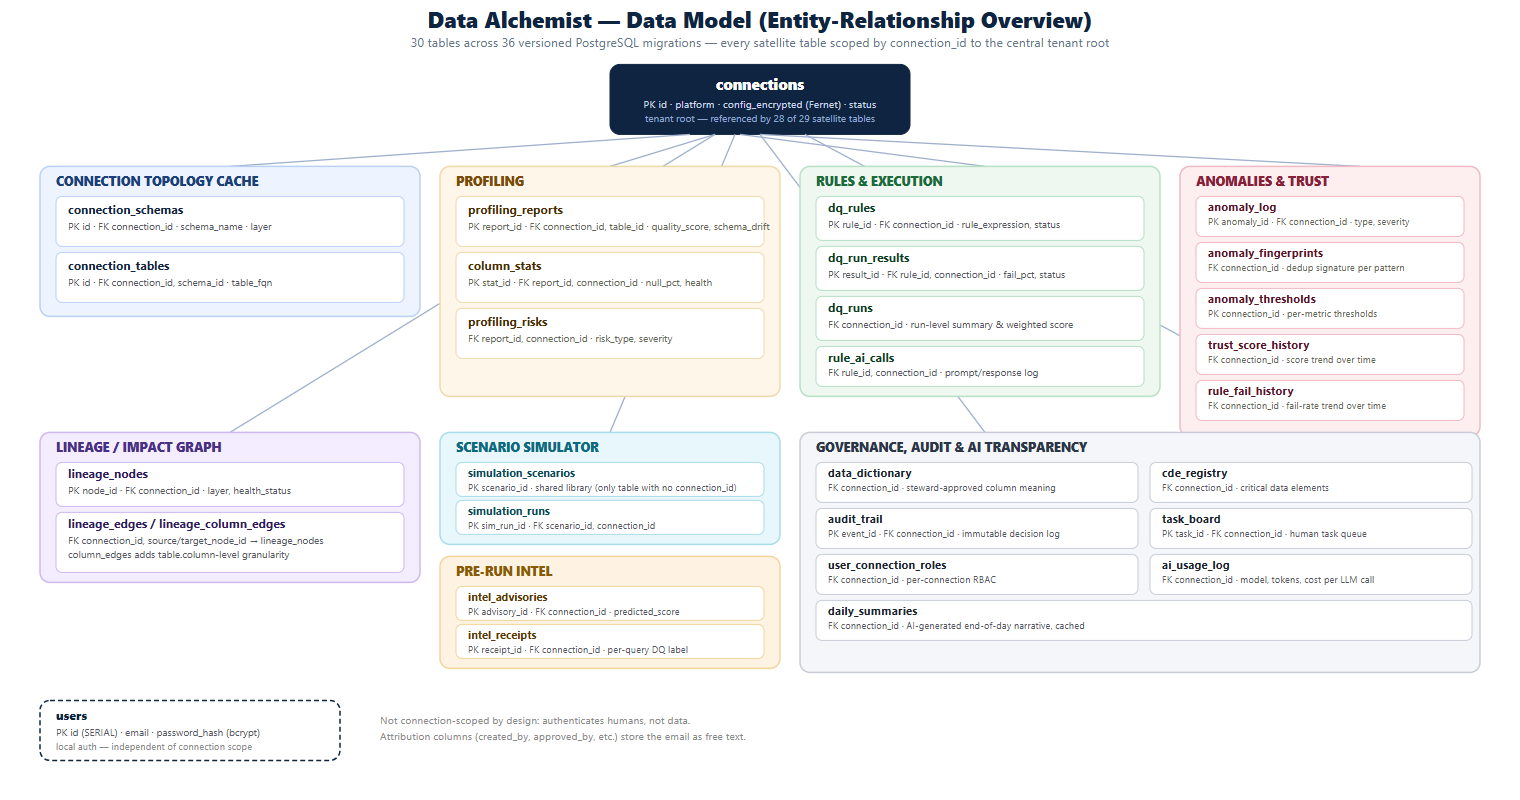 Data Alchemist — Data Model (Entity-Relationship Overview)
30 tables across 36 versioned PostgreSQL migrations — every satellite table scoped by connection_id to the central tenant root
connections
PK id · platform · config_encrypted (Fernet) · status
tenant root — referenced by 28 of 29 satellite tables
CONNECTION TOPOLOGY CACHE
connection_schemas
PK id · FK connection_id · schema_name · layer
connection_tables
PK id · FK connection_id, schema_id · table_fqn
PROFILING
profiling_reports
PK report_id · FK connection_id, table_id · quality_score, schema_drift
column_stats
PK stat_id · FK report_id, connection_id · null_pct, health
profiling_risks
FK report_id, connection_id · risk_type, severity
RULES & EXECUTION
dq_rules
PK rule_id · FK connection_id · rule_expression, status
dq_run_results
PK result_id · FK rule_id, connection_id · fail_pct, status
dq_runs
FK connection_id · run-level summary & weighted score
rule_ai_calls
FK rule_id, connection_id · prompt/response log
ANOMALIES & TRUST
anomaly_log
PK anomaly_id · FK connection_id · type, severity
anomaly_fingerprints
FK connection_id · dedup signature per pattern
anomaly_thresholds
PK connection_id · per-metric thresholds
trust_score_history
FK connection_id · score trend over time
rule_fail_history
FK connection_id · fail-rate trend over time
LINEAGE / IMPACT GRAPH
lineage_nodes
PK node_id · FK connection_id · layer, health_status
lineage_edges / lineage_column_edges
FK connection_id, source/target_node_id → lineage_nodes
column_edges adds table.column-level granularity
SCENARIO SIMULATOR
simulation_scenarios
PK scenario_id · shared library (only table with no connection_id)
simulation_runs
PK sim_run_id · FK scenario_id, connection_id
PRE-RUN INTEL
intel_advisories
PK advisory_id · FK connection_id · predicted_score
intel_receipts
PK receipt_id · FK connection_id · per-query DQ label
GOVERNANCE, AUDIT & AI TRANSPARENCY
data_dictionary
FK connection_id · steward-approved column meaning
cde_registry
FK connection_id · critical data elements
audit_trail
PK event_id · FK connection_id · immutable decision log
task_board
PK task_id · FK connection_id · human task queue
user_connection_roles
FK connection_id · per-connection RBAC
ai_usage_log
FK connection_id · model, tokens, cost per LLM call
daily_summaries
FK connection_id · AI-generated end-of-day narrative, cached
users
PK id (SERIAL) · email · password_hash (bcrypt)
local auth — independent of connection scope
Not connection-scoped by design: authenticates humans, not data.
Attribution columns (created_by, approved_by, etc.) store the email as free text.